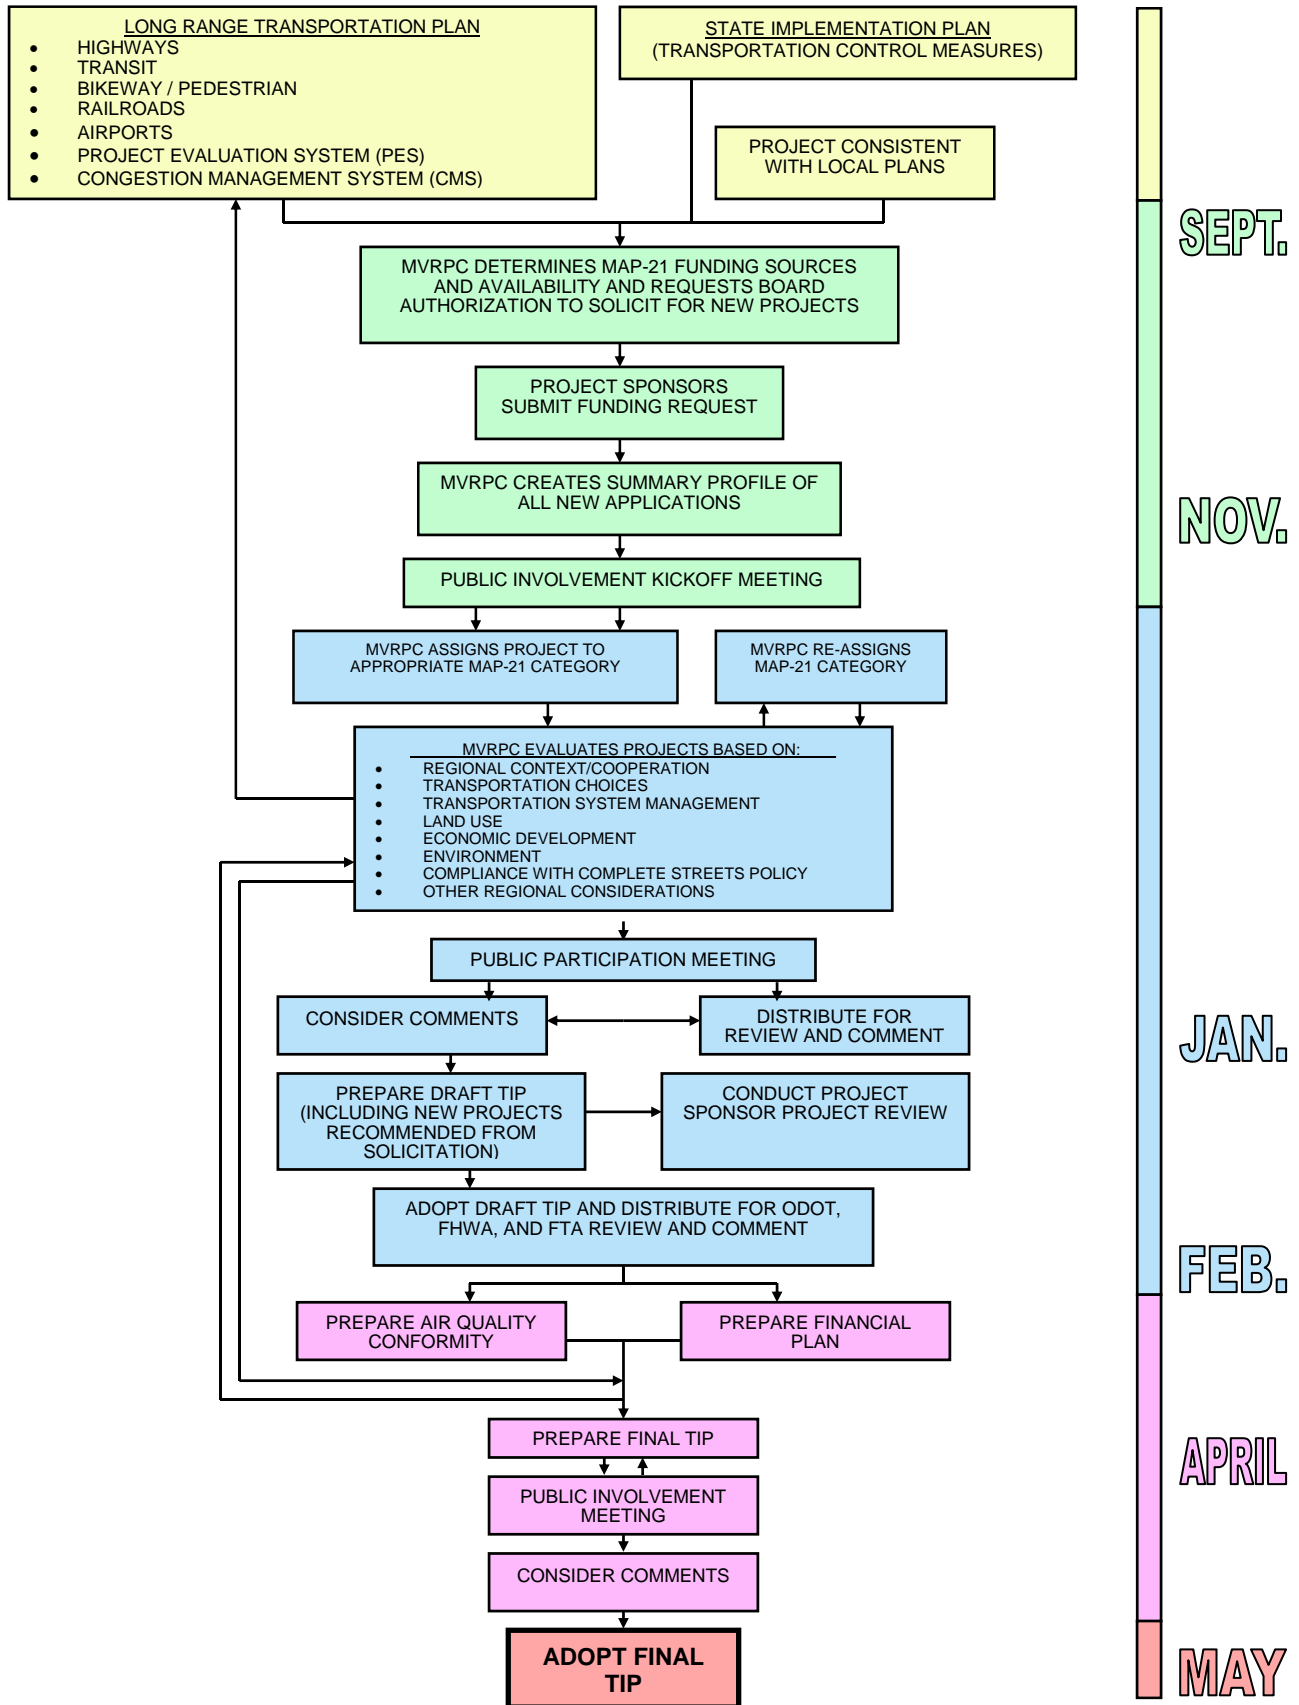 LONG RANGE TRANSPORTATION PLAN
• HIGHWAYS
• TRANSIT
• BIKEWAY / PEDESTRIAN
• RAILROADS
• AIRPORTS
• PROJECT EVALUATION SYSTEM (PES)
• CONGESTION MANAGEMENT SYSTEM (CMS)
STATE IMPLEMENTATION PLAN
(TRANSPORTATION CONTROL MEASURES)
PROJECT CONSISTENT
WITH LOCAL PLANS
SEPT.
MVRPC DETERMINES MAP-21 FUNDING SOURCES
AND AVAILABILITY AND REQUESTS BOARD
AUTHORIZATION TO SOLICIT FOR NEW PROJECTS
PROJECT SPONSORS
SUBMIT FUNDING REQUEST
MVRPC CREATES SUMMARY PROFILE OF
ALL NEW APPLICATIONS
NOV.
PUBLIC INVOLVEMENT KICKOFF MEETING
MVRPC ASSIGNS PROJECT TO
APPROPRIATE MAP-21 CATEGORY
MVRPC RE-ASSIGNS
MAP-21 CATEGORY
MVRPC EVALUATES PROJECTS BASED ON:
• REGIONAL CONTEXT/COOPERATION
• TRANSPORTATION CHOICES
• TRANSPORTATION SYSTEM MANAGEMENT
• LAND USE
• ECONOMIC DEVELOPMENT
• ENVIRONMENT
• COMPLIANCE WITH COMPLETE STREETS POLICY
• OTHER REGIONAL CONSIDERATIONS
PUBLIC PARTICIPATION MEETING
CONSIDER COMMENTS
DISTRIBUTE FOR
REVIEW AND COMMENT
JAN.
PREPARE DRAFT TIP
(INCLUDING NEW PROJECTS
RECOMMENDED FROM
SOLICITATION)
CONDUCT PROJECT
SPONSOR PROJECT REVIEW
ADOPT DRAFT TIP AND DISTRIBUTE FOR ODOT,
FHWA, AND FTA REVIEW AND COMMENT
FEB.
PREPARE AIR QUALITY
CONFORMITY
PREPARE FINANCIAL
PLAN
PREPARE FINAL TIP
APRIL
PUBLIC INVOLVEMENT
MEETING
CONSIDER COMMENTS
ADOPT FINAL
TIP
MAY